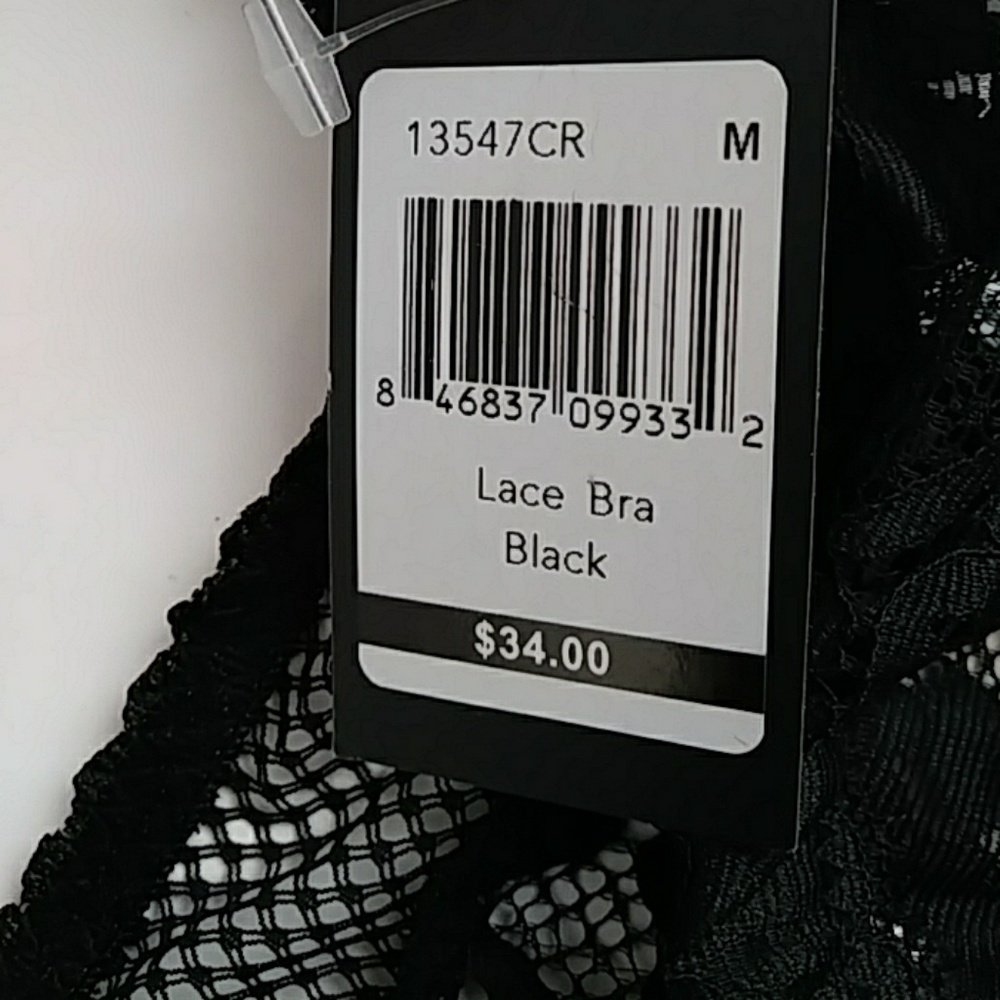 13547CR M
8 46837 09933 2
Lace Bra
Black
$34.00